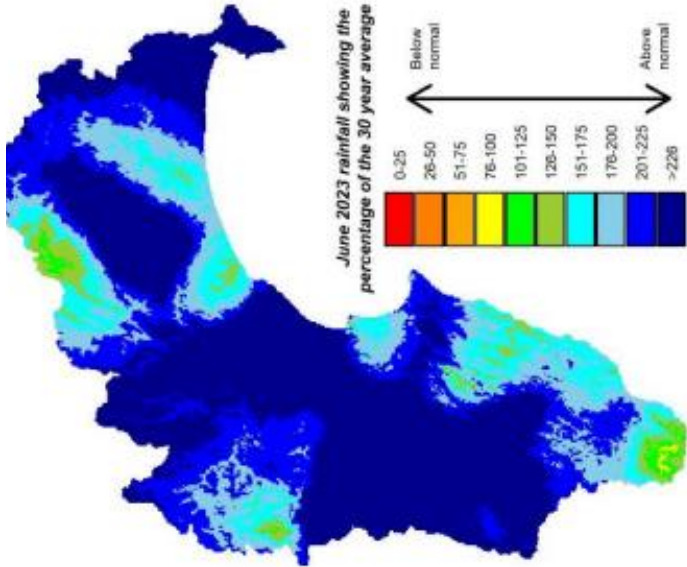 June 2023 rainfall showing the
percentage of the 30 year average
0-25
26-50
51-75
76-100
101-125
126-150
151-175
176-200
201-225
>226
Below
normal
Above
normal